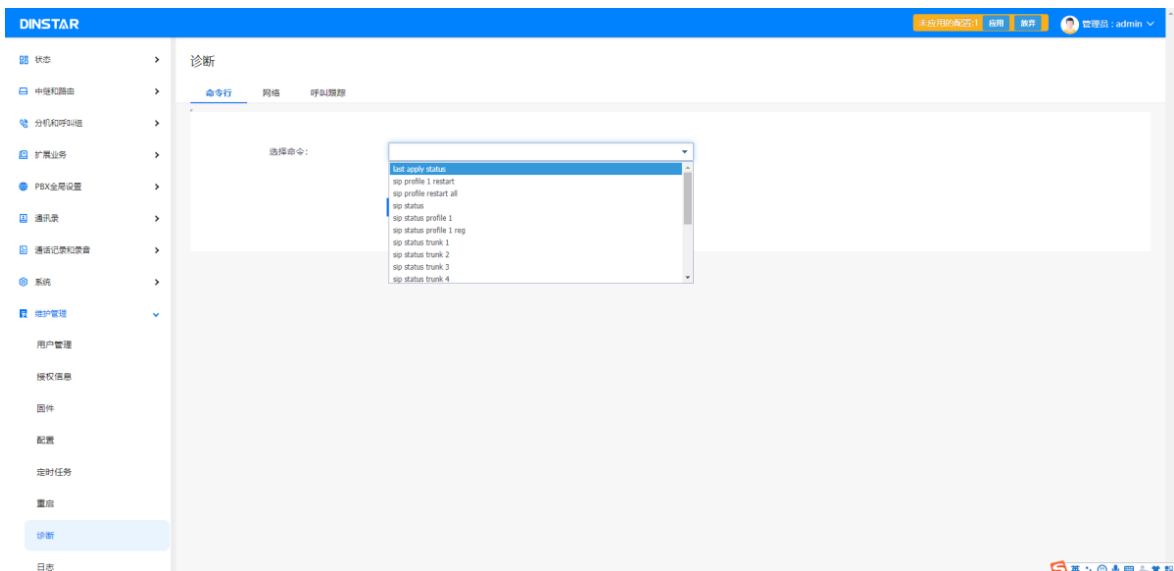 DINSTAR
未应用的配置:1 应用 放弃 管理员 : admin
状态
中继和路由
分机和呼叫组
扩展业务
PBX全局设置
通讯录
通话记录和录音
系统
维护管理
用户管理
授权信息
固件
配置
定时任务
重启
诊断
日志
诊断
命令行 网络 呼叫跟踪
选择命令:
last apply status
sip profile 1 restart
sip profile restart all
sip status
sip status profile 1
sip status profile 1 reg
sip status trunk 1
sip status trunk 2
sip status trunk 3
sip status trunk 4
英